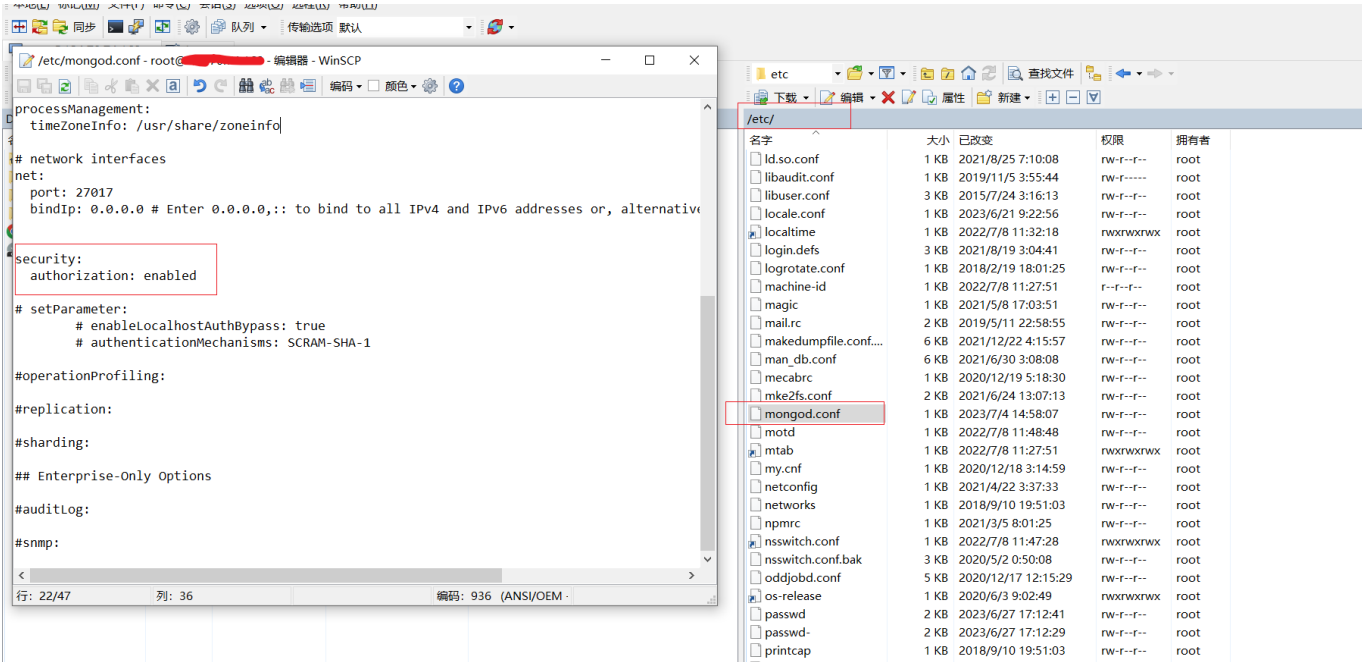 本地(L) 标记(M) 文件(F) 命令(C) 会话(S) 选项(O) 远程(R) 帮助(H)
同步 队列 传输选项 默认
/etc/mongod.conf - root@ - 编辑器 - WinSCP
编码 颜色
processManagement:
  timeZoneInfo: /usr/share/zoneinfo
# network interfaces
net:
  port: 27017
  bindIp: 0.0.0.0 # Enter 0.0.0.0,:: to bind to all IPv4 and IPv6 addresses or, alternative
security:
  authorization: enabled
# setParameter:
        # enableLocalhostAuthBypass: true
        # authenticationMechanisms: SCRAM-SHA-1
#operationProfiling:
#replication:
#sharding:
## Enterprise-Only Options
#auditLog:
#snmp:
行: 22/47 列: 36 编码: 936 (ANSI/OEM -
etc 查找文件
下载 编辑 属性 新建
/etc/
名字 大小 已改变 权限 拥有者
ld.so.conf 1 KB 2021/8/25 7:10:08 rw-r--r-- root
libaudit.conf 1 KB 2019/11/5 3:55:44 rw-r----- root
libuser.conf 3 KB 2015/7/24 3:16:13 rw-r--r-- root
locale.conf 1 KB 2023/6/21 9:22:56 rw-r--r-- root
localtime 1 KB 2022/7/8 11:32:18 rwxrwxrwx root
login.defs 3 KB 2021/8/19 3:04:41 rw-r--r-- root
logrotate.conf 1 KB 2018/2/19 18:01:25 rw-r--r-- root
machine-id 1 KB 2022/7/8 11:27:51 r--r--r-- root
magic 1 KB 2021/5/8 17:03:51 rw-r--r-- root
mail.rc 2 KB 2019/5/11 22:58:55 rw-r--r-- root
makedumpfile.conf.... 6 KB 2021/12/22 4:15:57 rw-r--r-- root
man_db.conf 6 KB 2021/6/30 3:08:08 rw-r--r-- root
mecabrc 1 KB 2020/12/19 5:18:30 rw-r--r-- root
mke2fs.conf 2 KB 2021/6/24 13:07:13 rw-r--r-- root
mongod.conf 1 KB 2023/7/4 14:58:07 rw-r--r-- root
motd 1 KB 2022/7/8 11:48:48 rw-r--r-- root
mtab 1 KB 2022/7/8 11:27:51 rwxrwxrwx root
my.cnf 1 KB 2020/12/18 3:14:59 rw-r--r-- root
netconfig 1 KB 2021/4/22 3:37:33 rw-r--r-- root
networks 1 KB 2018/9/10 19:51:03 rw-r--r-- root
npmrc 1 KB 2021/3/5 8:01:25 rw-r--r-- root
nsswitch.conf 1 KB 2022/7/8 11:47:28 rwxrwxrwx root
nsswitch.conf.bak 3 KB 2020/5/2 0:50:08 rw-r--r-- root
oddjobd.conf 5 KB 2020/12/17 12:15:29 rw-r--r-- root
os-release 1 KB 2020/6/3 9:02:49 rwxrwxrwx root
passwd 2 KB 2023/6/27 17:12:41 rw-r--r-- root
passwd- 2 KB 2023/6/27 17:12:29 rw-r--r-- root
printcap 1 KB 2018/9/10 19:51:03 rw-r--r-- root